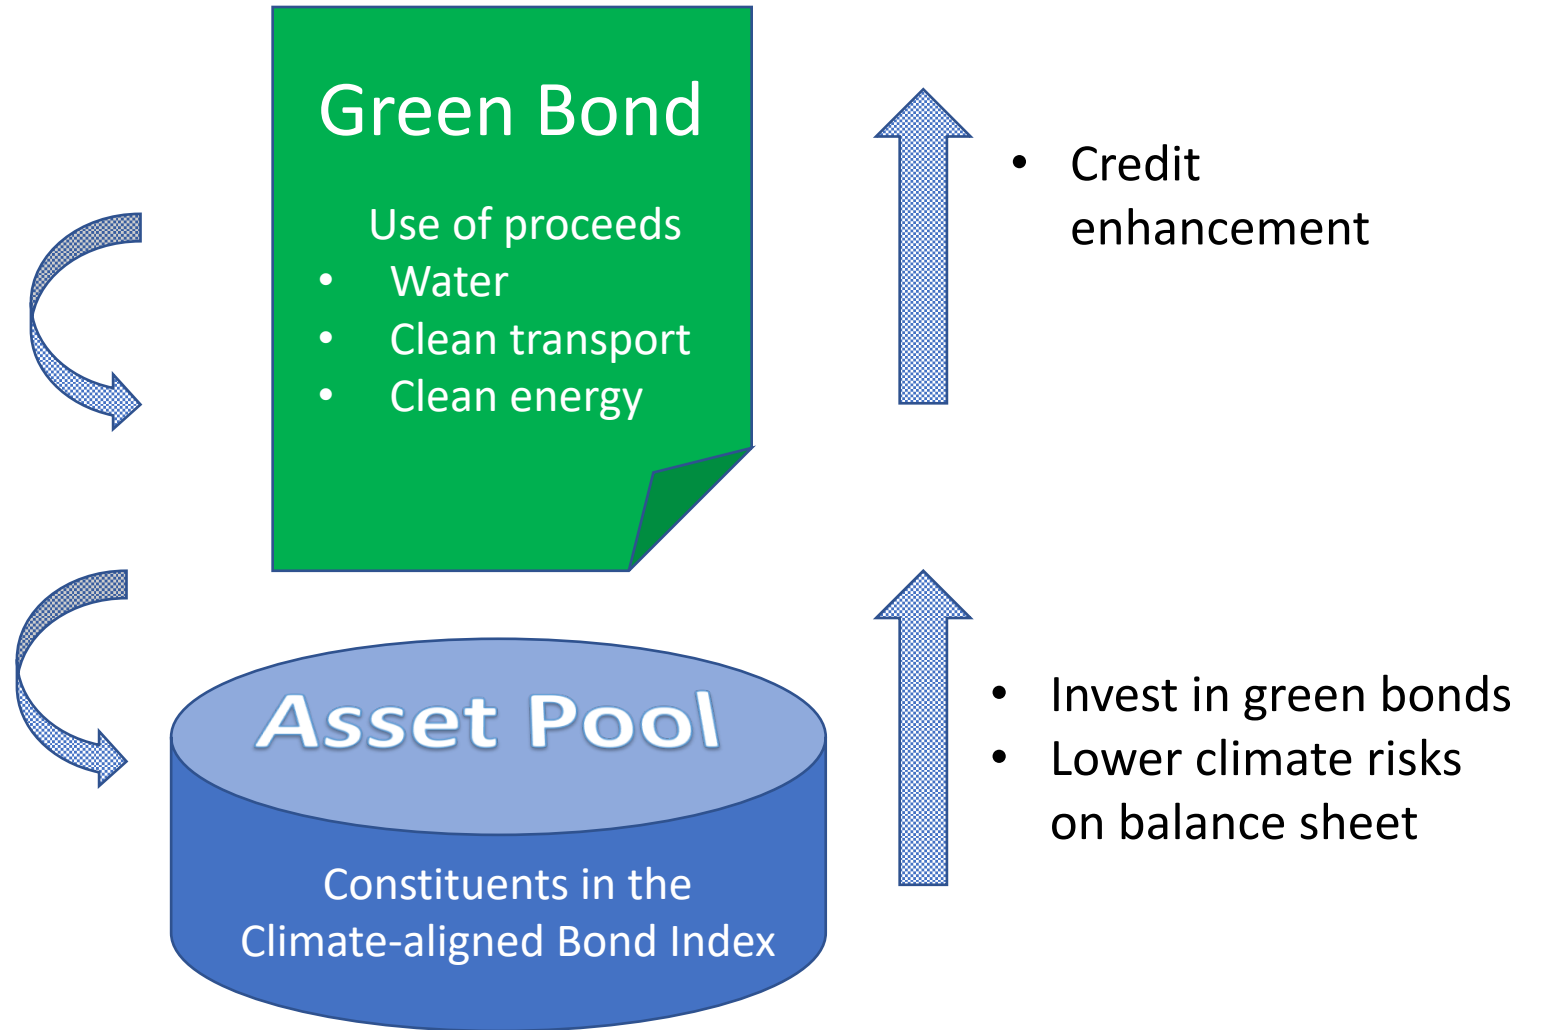 Green Bond
Use of proceeds
• Water
• Clean transport
• Clean energy
• Credit
enhancement
Asset Pool
Constituents in the
Climate-aligned Bond Index
• Invest in green bonds
• Lower climate risks
on balance sheet